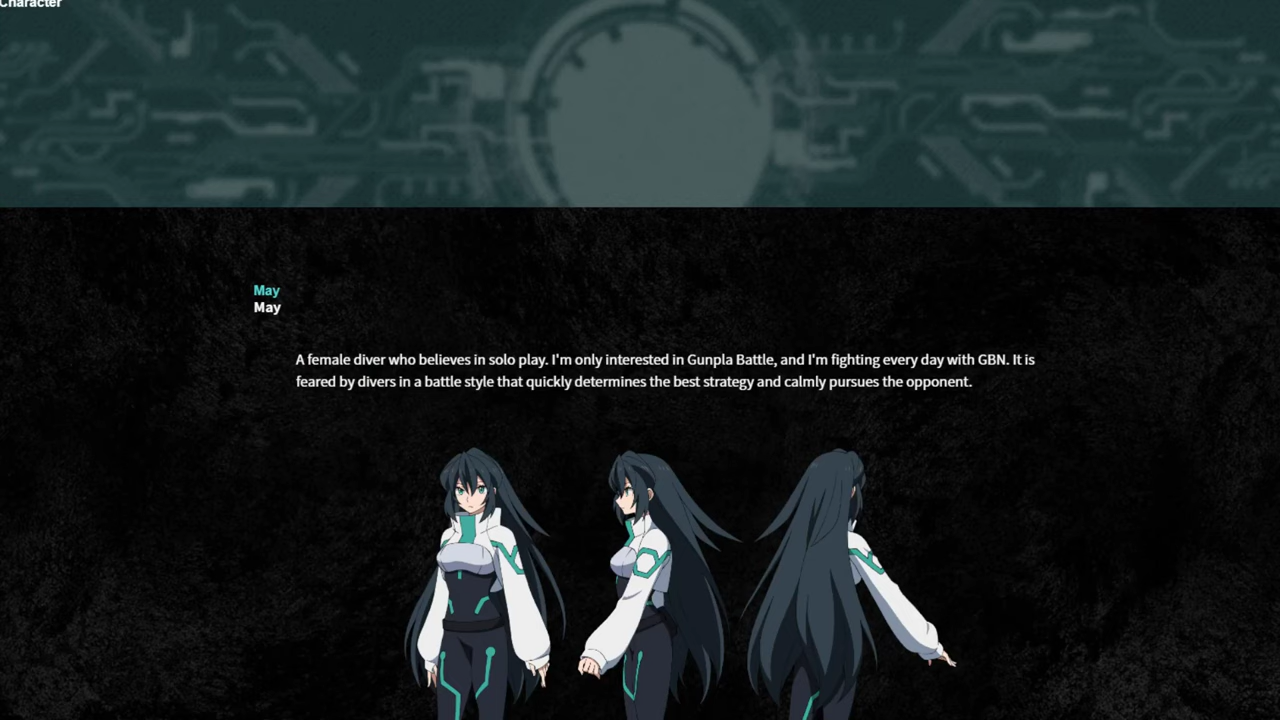 Character
May
May
A female diver who believes in solo play. I'm only interested in Gunpla Battle, and I'm fighting every day with GBN. It is
feared by divers in a battle style that quickly determines the best strategy and calmly pursues the opponent.